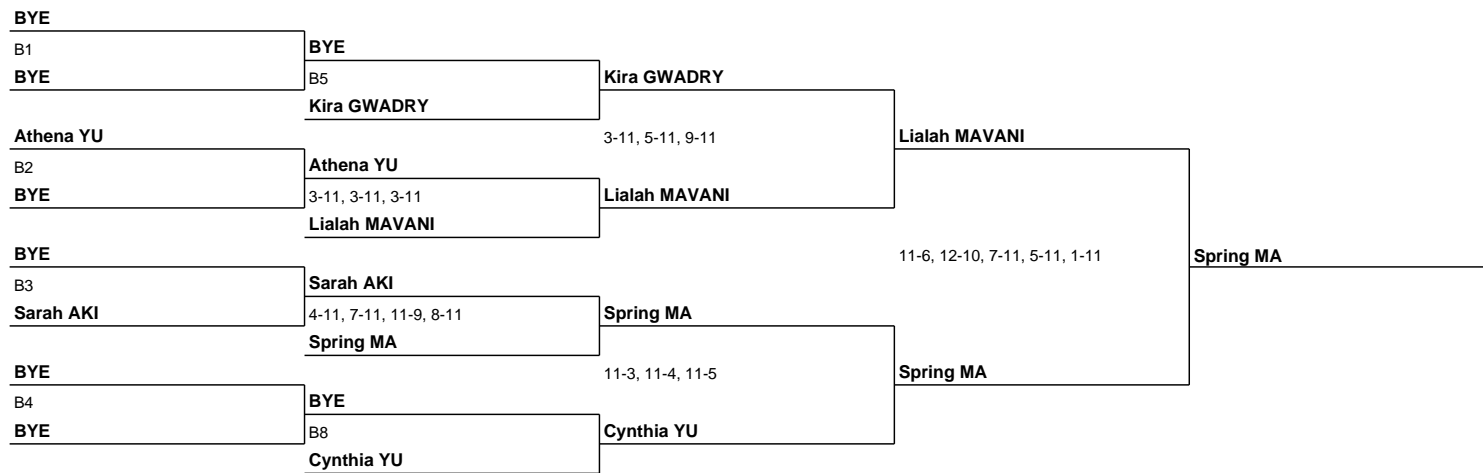 BYE
B1
BYE
BYE
B5
Kira GWADRY
Kira GWADRY
Athena YU
3-11, 5-11, 9-11
Lialah MAVANI
B2
Athena YU
BYE
3-11, 3-11, 3-11
Lialah MAVANI
Lialah MAVANI
BYE
11-6, 12-10, 7-11, 5-11, 1-11
Spring MA
B3
Sarah AKI
Sarah AKI
4-11, 7-11, 11-9, 8-11
Spring MA
Spring MA
BYE
11-3, 11-4, 11-5
Spring MA
B4
BYE
BYE
B8
Cynthia YU
Cynthia YU